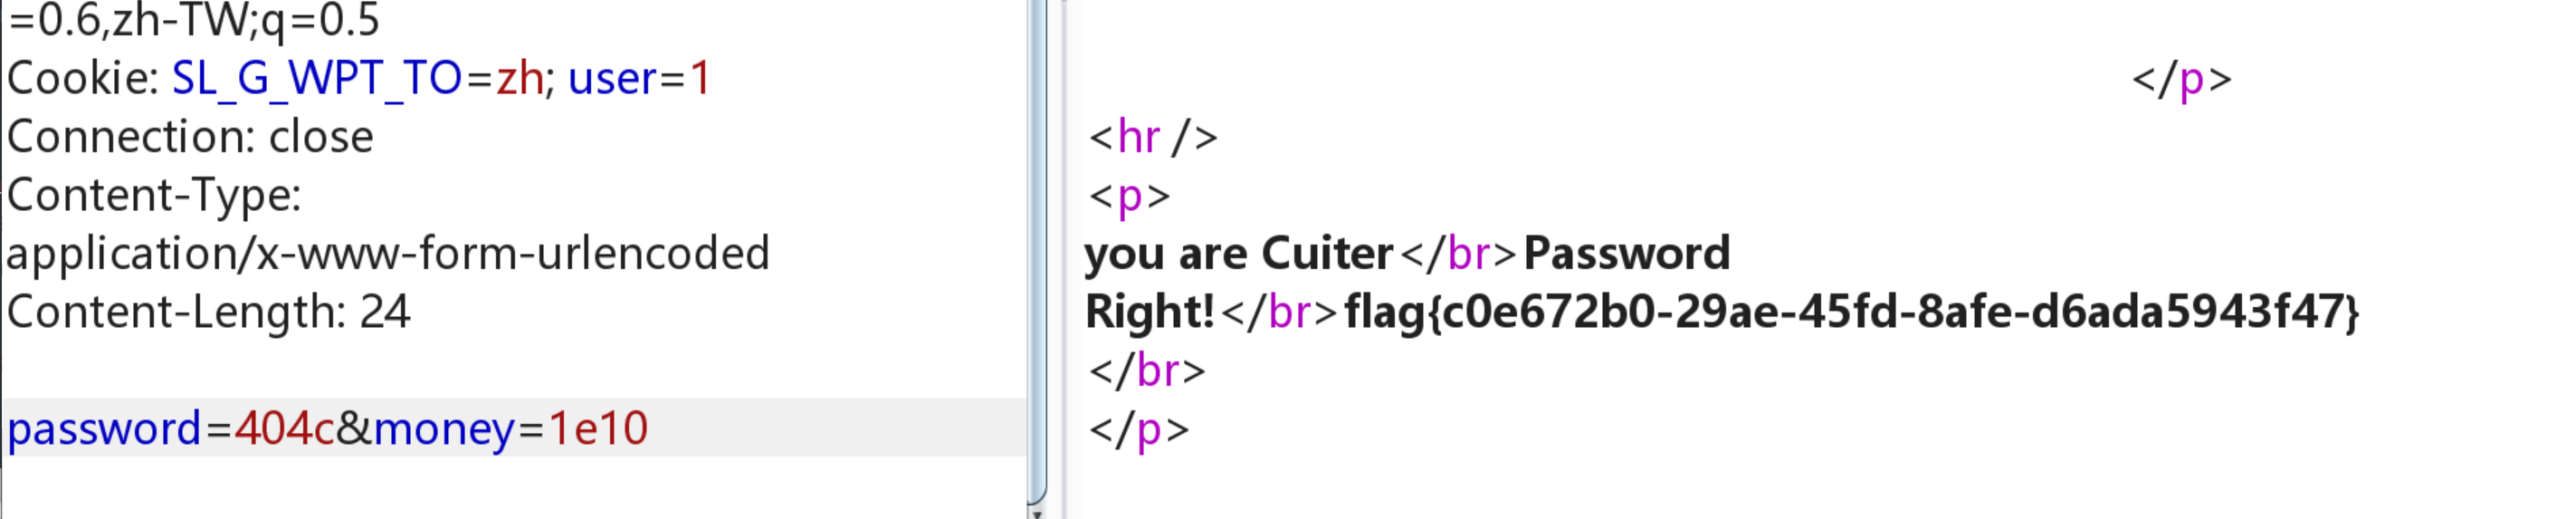 =0.6,zh-TW;q=0.5
Cookie: SL_G_WPT_TO=zh; user=1
Connection: close
Content-Type:
application/x-www-form-urlencoded
Content-Length: 24
password=404c&money=1e10
</p>
<hr />
<p>
you are Cuiter</br>Password
Right!</br>flag{c0e672b0-29ae-45fd-8afe-d6ada5943f47}
</br>
</p>